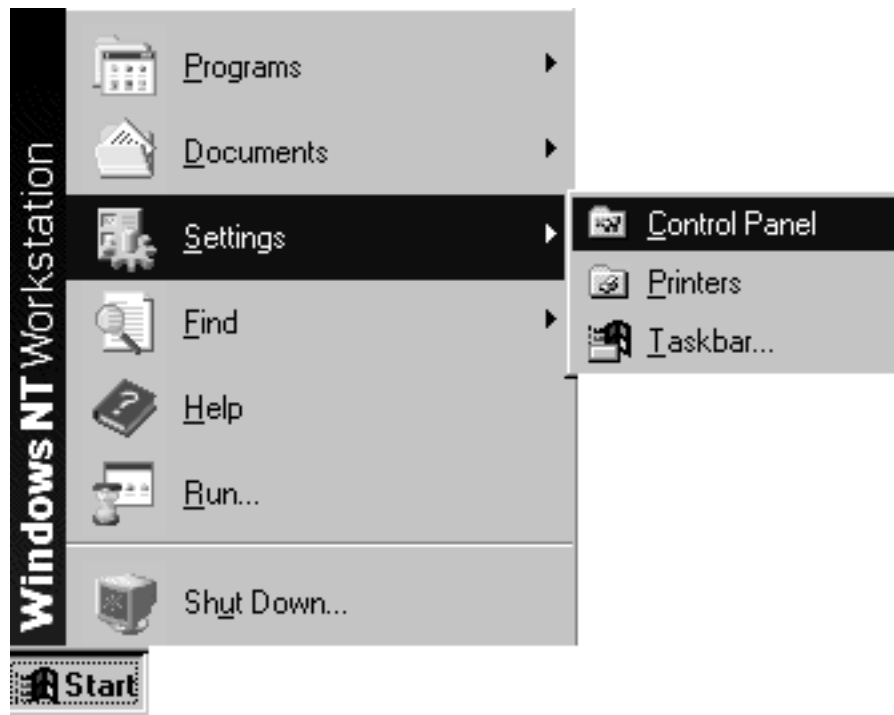 Programs
Documents
Settings
Control Panel
Printers
Taskbar...
Find
Help
Run...
Shut Down...
Windows NT Workstation
Start